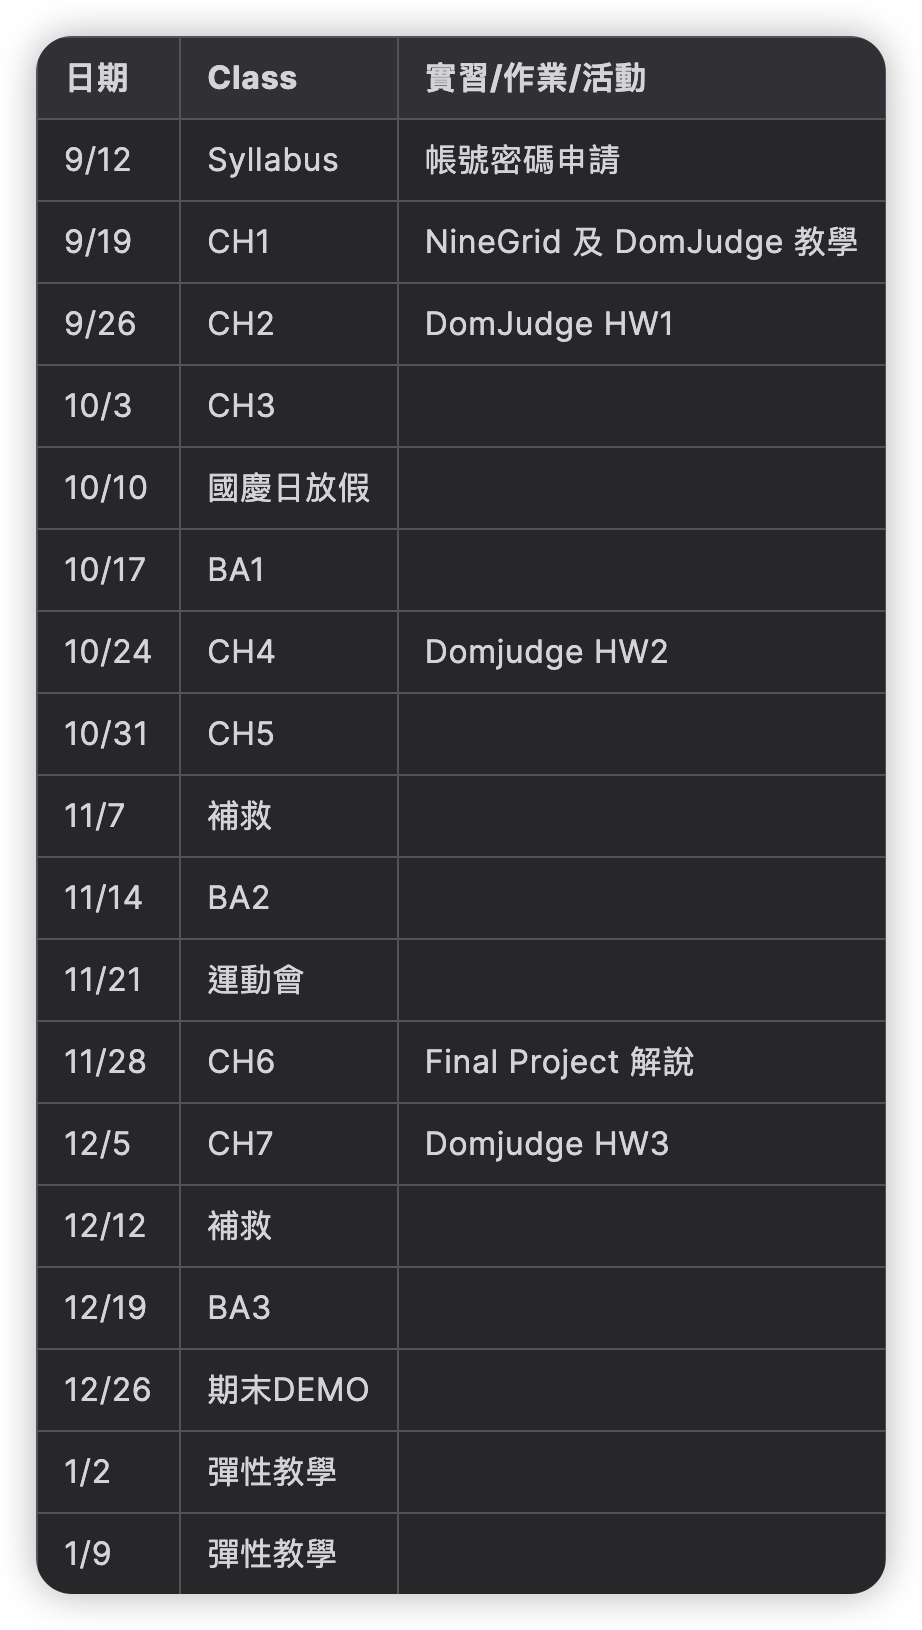 日期 Class 實習/作業/活動
9/12 Syllabus 帳號密碼申請
9/19 CH1 NineGrid 及 DomJudge 教學
9/26 CH2 DomJudge HW1
10/3 CH3
10/10 國慶日放假
10/17 BA1
10/24 CH4 Domjudge HW2
10/31 CH5
11/7 補救
11/14 BA2
11/21 運動會
11/28 CH6 Final Project 解說
12/5 CH7 Domjudge HW3
12/12 補救
12/19 BA3
12/26 期末DEMO
1/2 彈性教學
1/9 彈性教學